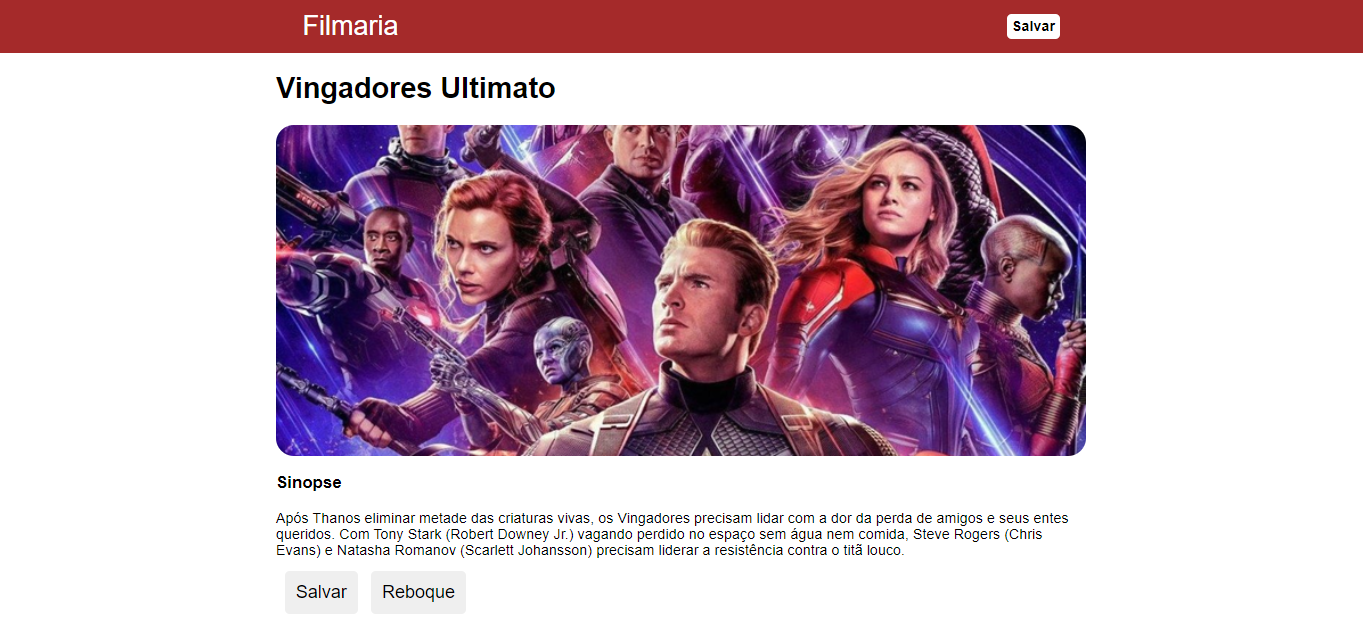 Filmaria
Salvar
Vingadores Ultimato
Sinopse
Após Thanos eliminar metade das criaturas vivas, os Vingadores precisam lidar com a dor da perda de amigos e seus entes
queridos. Com Tony Stark (Robert Downey Jr.) vagando perdido no espaço sem água nem comida, Steve Rogers (Chris
Evans) e Natasha Romanov (Scarlett Johansson) precisam liderar a resistência contra o titã louco.
Salvar
Reboque